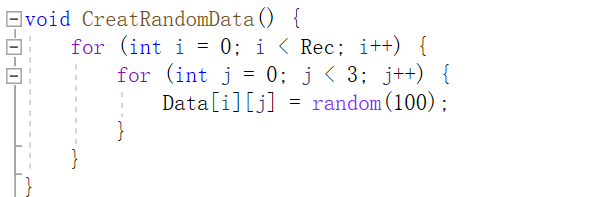 void CreatRandomData() {
    for (int i = 0; i < Rec; i++) {
        for (int j = 0; j < 3; j++) {
            Data[i][j] = random(100);
        }
    }
}